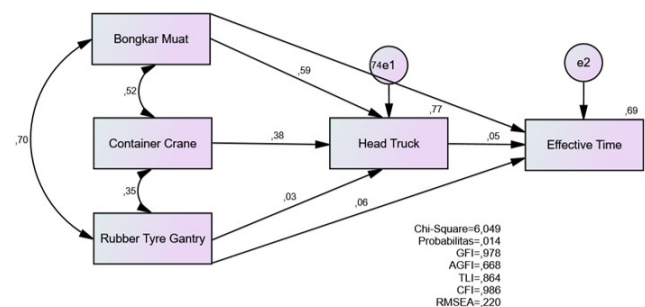 Bongkar Muat
,74
e1
e2
,59
,77
,69
,52
,70
Container Crane
,38
Head Truck
,05
Effective Time
,35
,03
,06
Rubber Tyre Gantry
Chi-Square=6,049
Probabilitas=,014
GFI=,978
AGFI=,668
TLI=,864
CFI=,986
RMSEA=,220